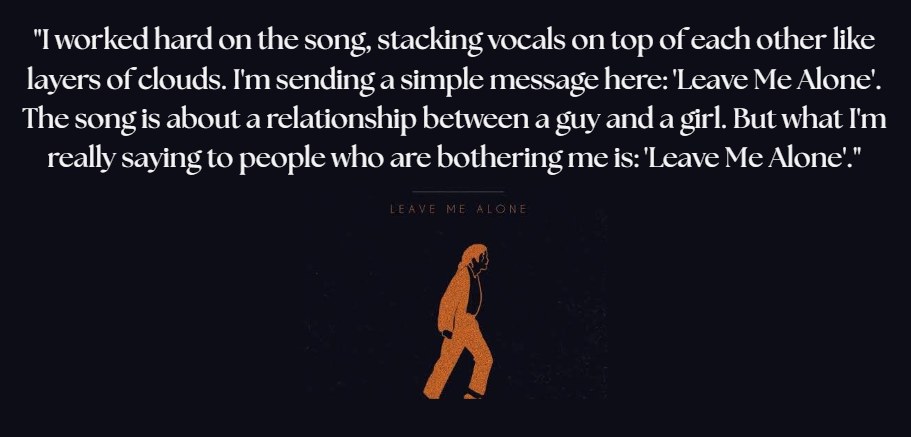 "I worked hard on the song, stacking vocals on top of each other like
layers of clouds. I'm sending a simple message here: 'Leave Me Alone'.
The song is about a relationship between a guy and a girl. But what I'm
really saying to people who are bothering me is: 'Leave Me Alone'."
LEAVE ME ALONE